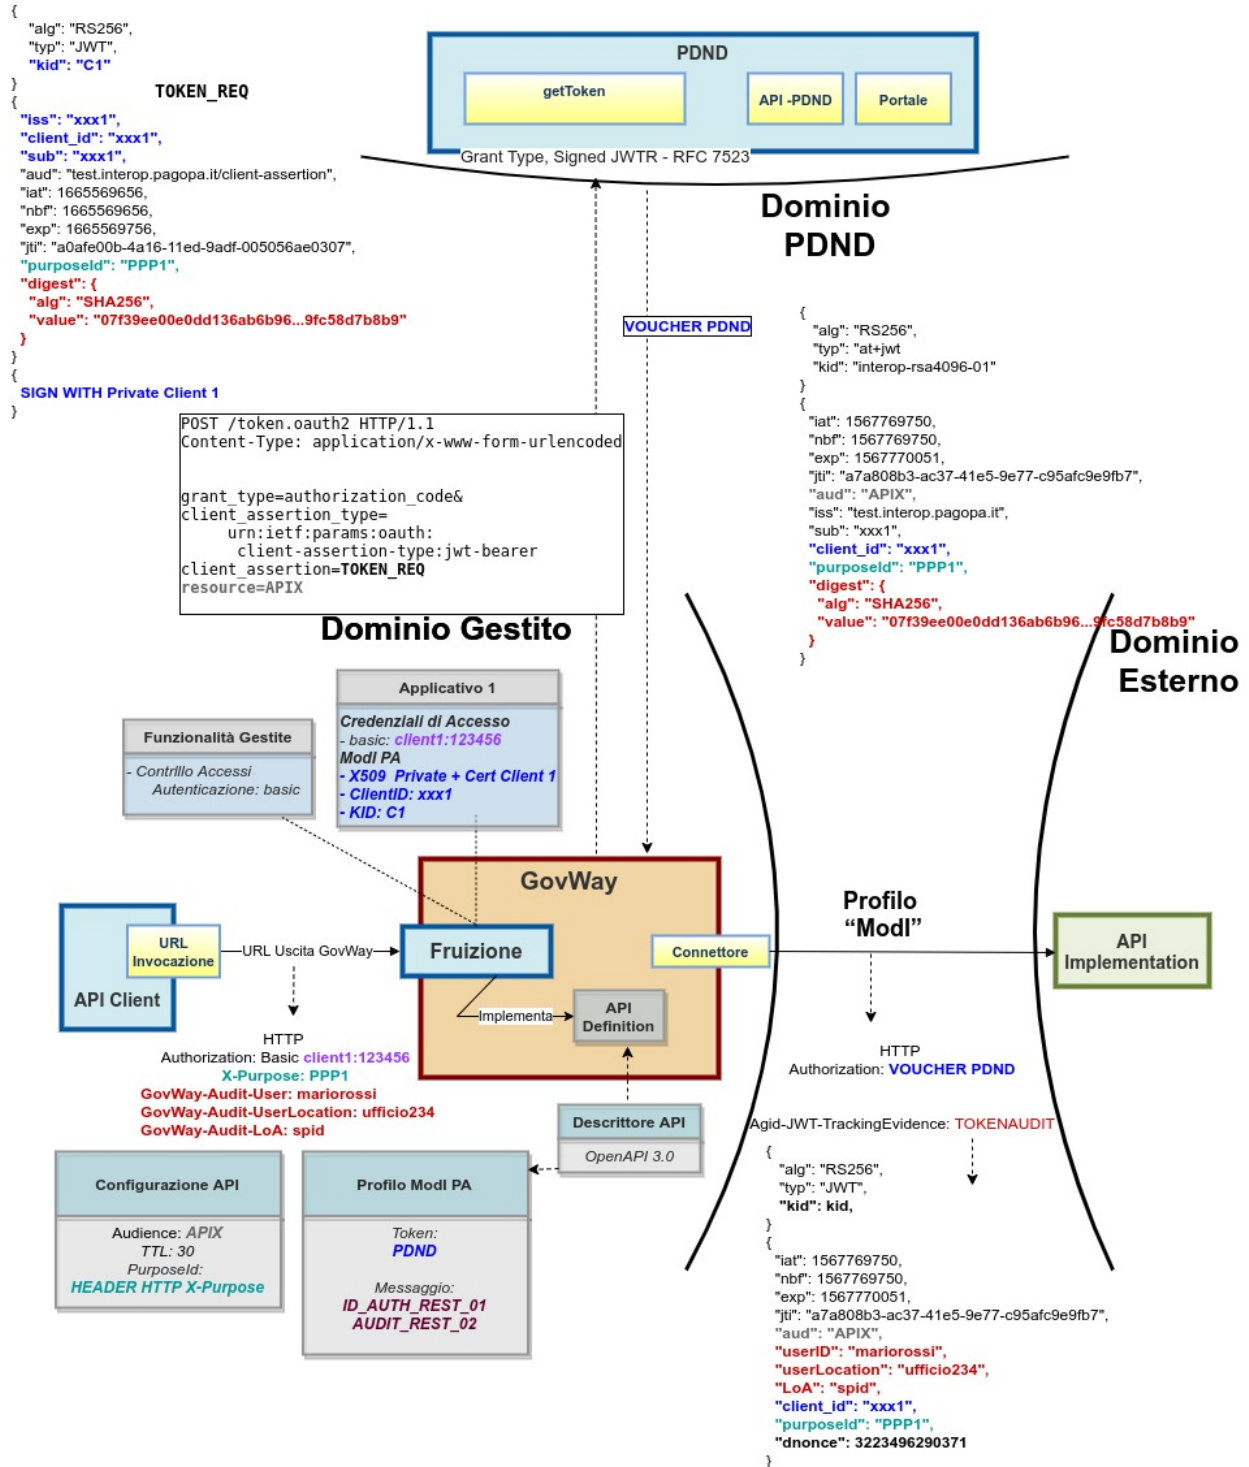 {
"alg": "RS256",
"typ": "JWT",
"kid": "C1"
}
TOKEN_REQ
{
"iss": "xxx1",
"client_id": "xxx1",
"sub": "xxx1",
"aud": "test.interop.pagopa.it/client-assertion",
"iat": 1665569656,
"nbf": 1665569656,
"exp": 1665569756,
"jti": "a0afe00b-4a16-11ed-9adf-005056ae0307",
"purposeId": "PPP1",
"digest": {
"alg": "SHA256",
"value": "07f39ee00e0dd136ab6b96...9fc58d7b8b9"
}
}
{
SIGN WITH Private Client 1
}
PDND
getToken
API -PDND
Portale
Grant Type, Signed JWTR - RFC 7523
Dominio
PDND
VOUCHER PDND
POST /token.oauth2 HTTP/1.1
Content-Type: application/x-www-form-urlencoded
grant_type=authorization_code&
client_assertion_type=
urn:ietf:params:oauth:
client-assertion-type:jwt-bearer
client_assertion=TOKEN_REQ
resource=APIX
{
"alg": "RS256",
"typ": "at+jwt
"kid": "interop-rsa4096-01"
}
{
"iat": 1567769750,
"nbf": 1567769750,
"exp": 1567770051,
"jti": "a7a808b3-ac37-41e5-9e77-c95afc9e9fb7",
"aud": "APIX",
"iss": "test.interop.pagopa.it",
"sub": "xxx1",
"client_id": "xxx1",
"purposeId": "PPP1",
"digest": {
"alg": "SHA256",
"value": "07f39ee00e0dd136ab6b96...9fc58d7b8b9"
}
}
Dominio Gestito
Dominio
Esterno
Funzionalità Gestite
- Contrlllo Accessi
Autenticazione: basic
Applicativo 1
Credenziali di Accesso
- basic: client1:123456
ModI PA
- X509 Private + Cert Client 1
- ClientID: xxx1
- KID: C1
GovWay
URL
Invocazione
API Client
URL Uscita GovWay
Fruizione
Implementa
API
Definition
Connettore
Profilo
“ModI”
API
Implementation
HTTP
Authorization: Basic client1:123456
X-Purpose: PPP1
GovWay-Audit-User: mariorossi
GovWay-Audit-UserLocation: ufficio234
GovWay-Audit-LoA: spid
HTTP
Authorization: VOUCHER PDND
Descrittore API
OpenAPI 3.0
Configurazione API
Audience: APIX
TTL: 30
PurposeId:
HEADER HTTP X-Purpose
Profilo ModI PA
Token:
PDND
Messaggio:
ID_AUTH_REST_01
AUDIT_REST_02
Agid-JWT-TrackingEvidence: TOKENAUDIT
{
"alg": "RS256",
"typ": "JWT",
"kid": kid,
}
{
"iat": 1567769750,
"nbf": 1567769750,
"exp": 1567770051,
"jti": "a7a808b3-ac37-41e5-9e77-c95afc9e9fb7",
"aud": "APIX",
"userID": "mariorossi",
"userLocation": "ufficio234",
"LoA": "spid",
"client_id": "xxx1",
"purposeId": "PPP1",
"dnonce": 3223496290371
}